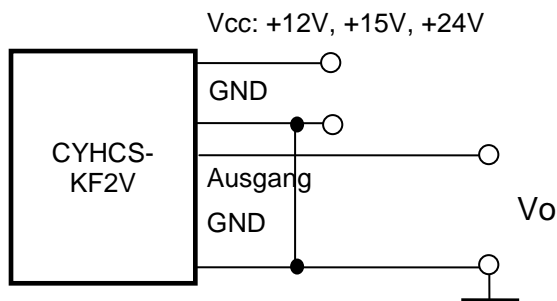 Vcc: +12V, +15V, +24V
GND
CYHCS-
KF2V
Ausgang
GND
Vo